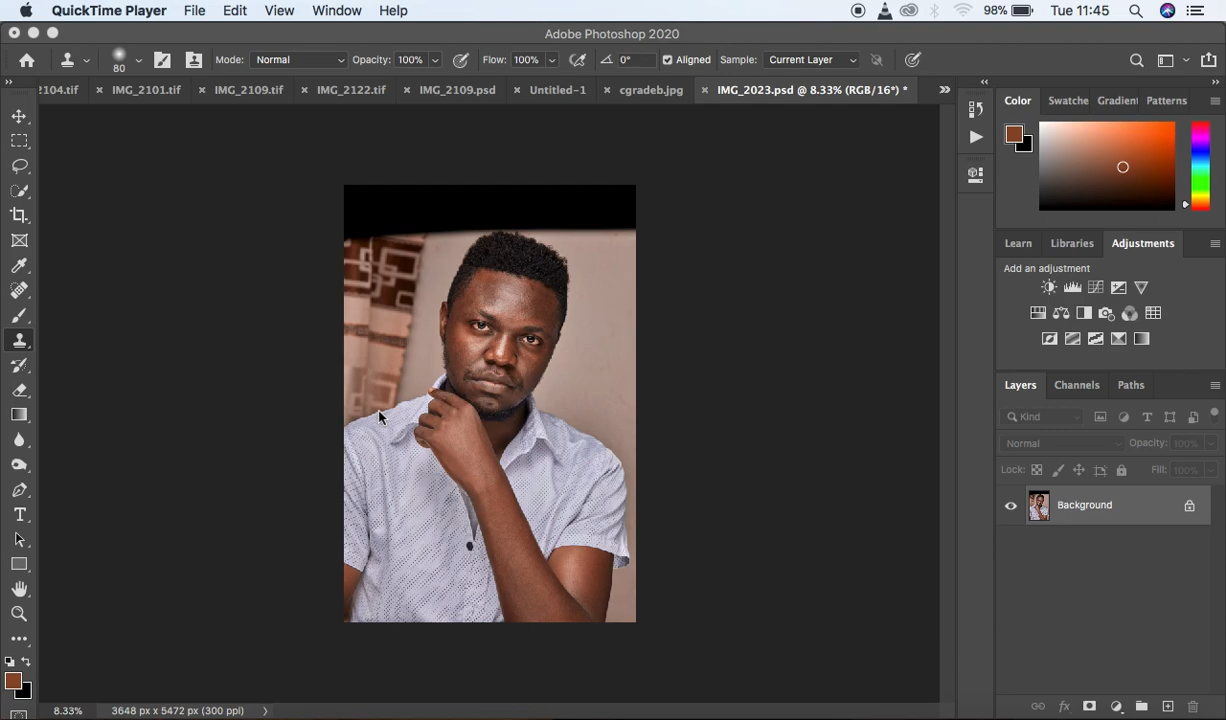 QuickTime Player File Edit View Window Help 98% Tue 11:45
Adobe Photoshop 2020
80 Mode: Normal Opacity: 100% Flow: 100% 0° Aligned Sample: Current Layer
2104.tif × IMG_2101.tif × IMG_2109.tif × IMG_2122.tif × IMG_2109.psd × Untitled-1 × cgradeb.jpg × IMG_2023.psd @ 8.33% (RGB/16*) *
Color Swatche Gradient Patterns
Learn Libraries Adjustments
Add an adjustment
Layers Channels Paths
Kind
Normal Opacity: 100%
Lock: Fill: 100%
Background
T
8.33% 3648 px x 5472 px (300 ppi)